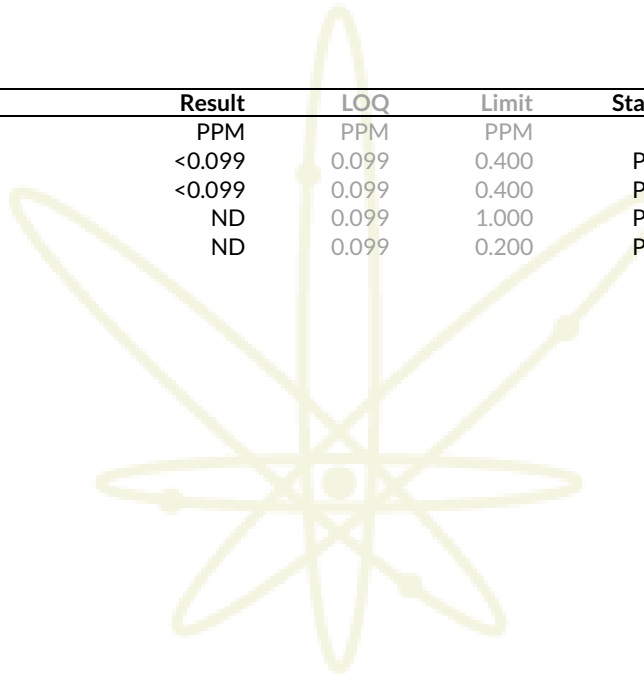 Result LOQ Limit Sta
PPM PPM PPM
<0.099 0.099 0.400 P
<0.099 0.099 0.400 P
ND 0.099 1.000 P
ND 0.099 0.200 P